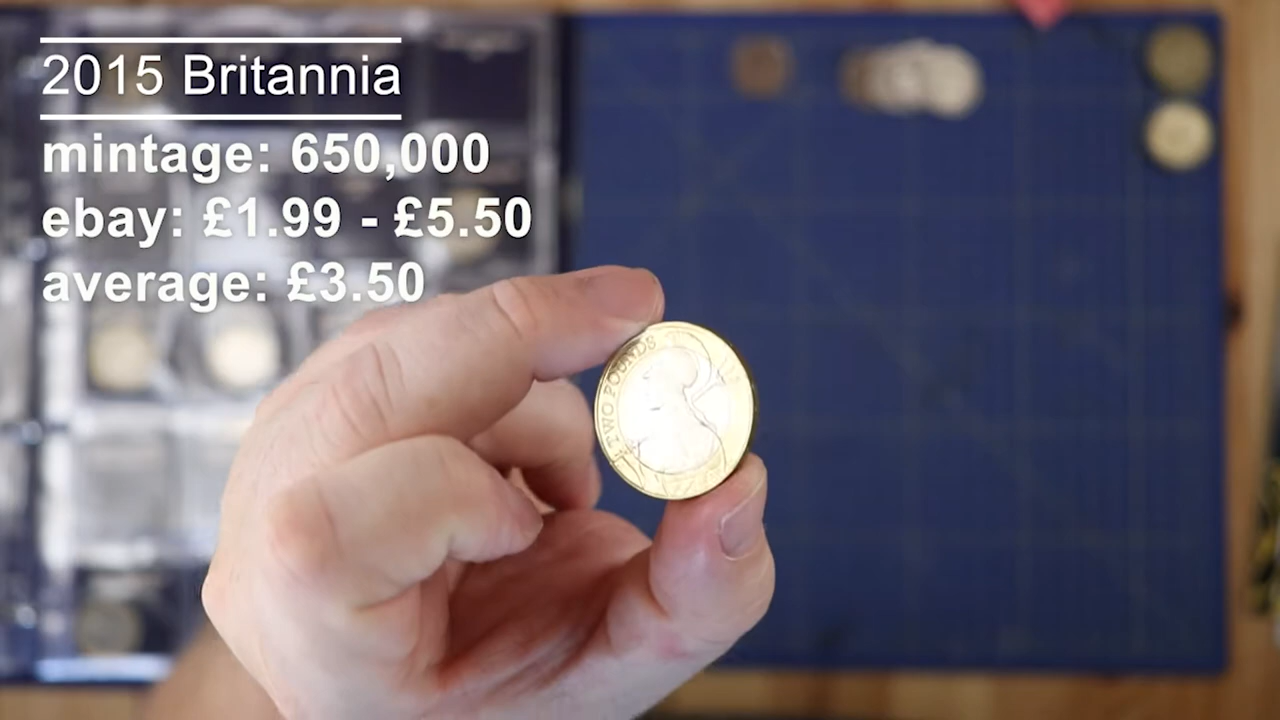 2015 Britannia
mintage: 650,000
ebay: £1.99 - £5.50
average: £3.50
TWO POUNDS